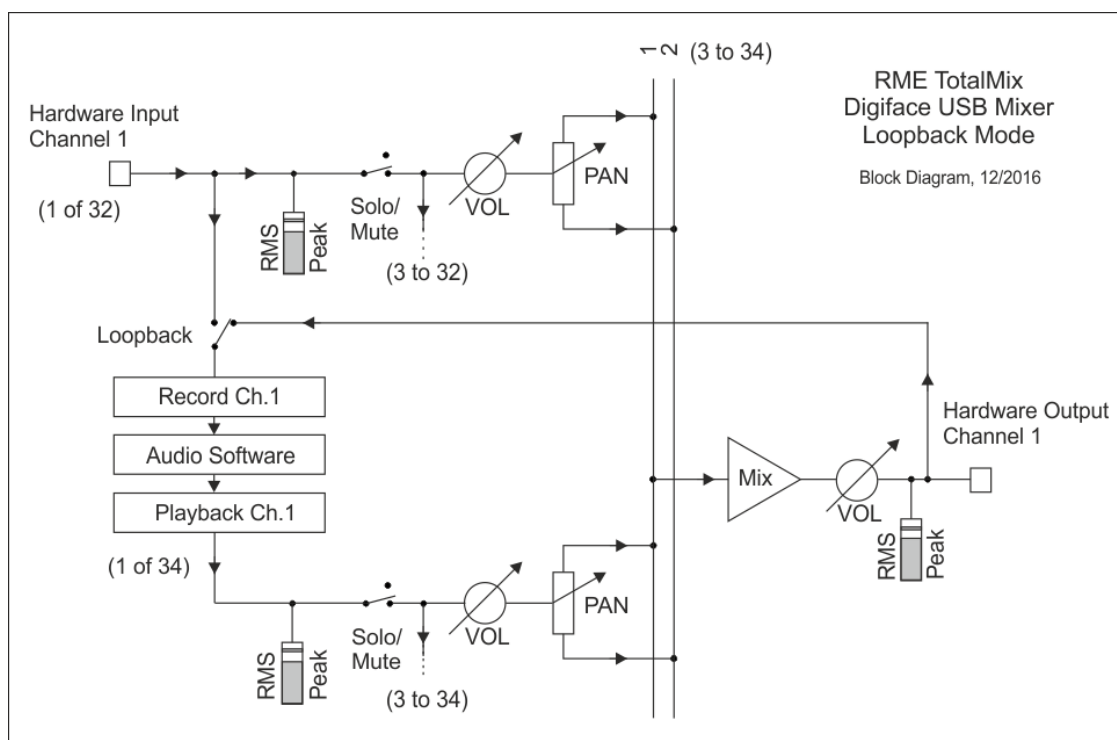 1
2
(3 to 34)
RME TotalMix
Digiface USB Mixer
Loopback Mode
Block Diagram, 12/2016
Hardware Input
Channel 1
(1 of 32)
RMS
Peak
Solo/
Mute
(3 to 32)
VOL
PAN
Loopback
Record Ch.1
Audio Software
Playback Ch.1
(1 of 34)
RMS
Peak
Solo/
Mute
(3 to 34)
VOL
PAN
Mix
VOL
Hardware Output
Channel 1
RMS
Peak